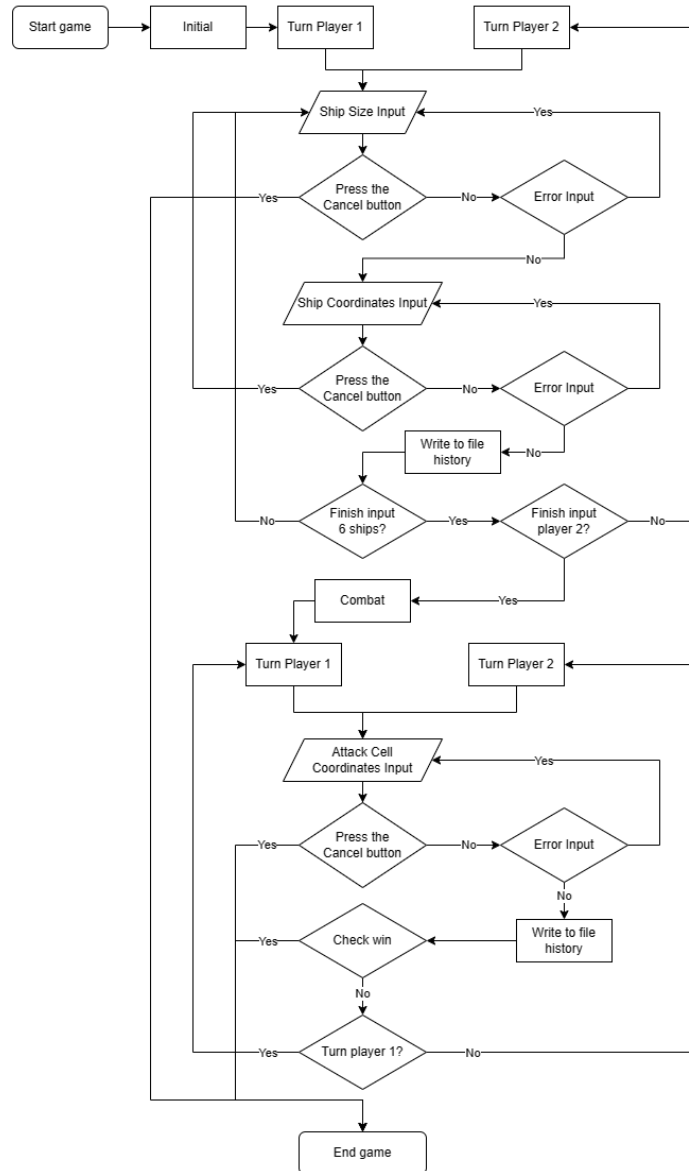 Start game
Initial
Turn Player 1
Turn Player 2
Ship Size Input
Yes
Yes
Press the
Cancel button
No
Error Input
No
Ship Coordinates Input
Yes
Yes
Press the
Cancel button
No
Error Input
Write to file
history
No
No
Finish input
6 ships?
Yes
Finish input
player 2?
No
Combat
Yes
Turn Player 1
Turn Player 2
Attack Cell
Coordinates Input
Yes
Yes
Press the
Cancel button
No
Error Input
No
Yes
Check win
Write to file
history
No
Yes
Turn player 1?
No
End game